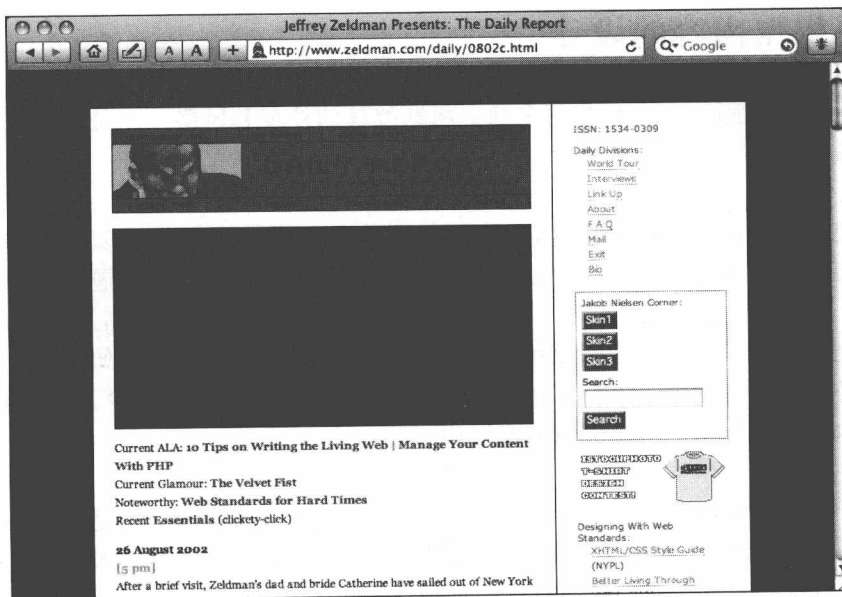 Jeffrey Zeldman Presents: The Daily Report
A A + http://www.zeldman.com/daily/0802c.html Google
ISSN: 1534-0309
Daily Divisions:
World Tour
Interviews
Link Up
About
F A Q
Mail
Exit
Bio
Jakob Nielsen Corner:
Skin1
Skin2
Skin3
Search:
Search
ISTOCKPHOTO
T-SHIRT
DESIGN
CONTEST!
Designing With Web
Standards:
XHTML/CSS Style Guide
(NYPL)
Better Living Through
Current ALA: 10 Tips on Writing the Living Web | Manage Your Content
With PHP
Current Glamour: The Velvet Fist
Noteworthy: Web Standards for Hard Times
Recent Essentials (clickety-click)
26 August 2002
[5 pm]
After a brief visit, Zeldman's dad and bride Catherine have sailed out of New York